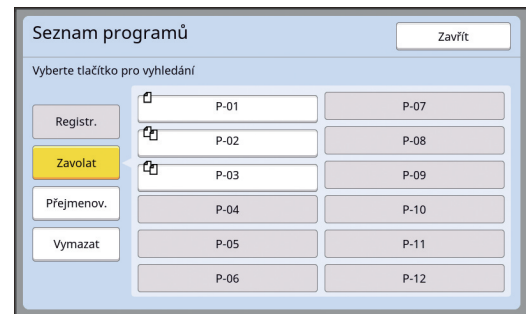 Seznam programů
Zavřít
Vyberte tlačítko pro vyhledání
Registr.
Zavolat
Přejmenov.
Vymazat
P-01
P-02
P-03
P-04
P-05
P-06
P-07
P-08
P-09
P-10
P-11
P-12